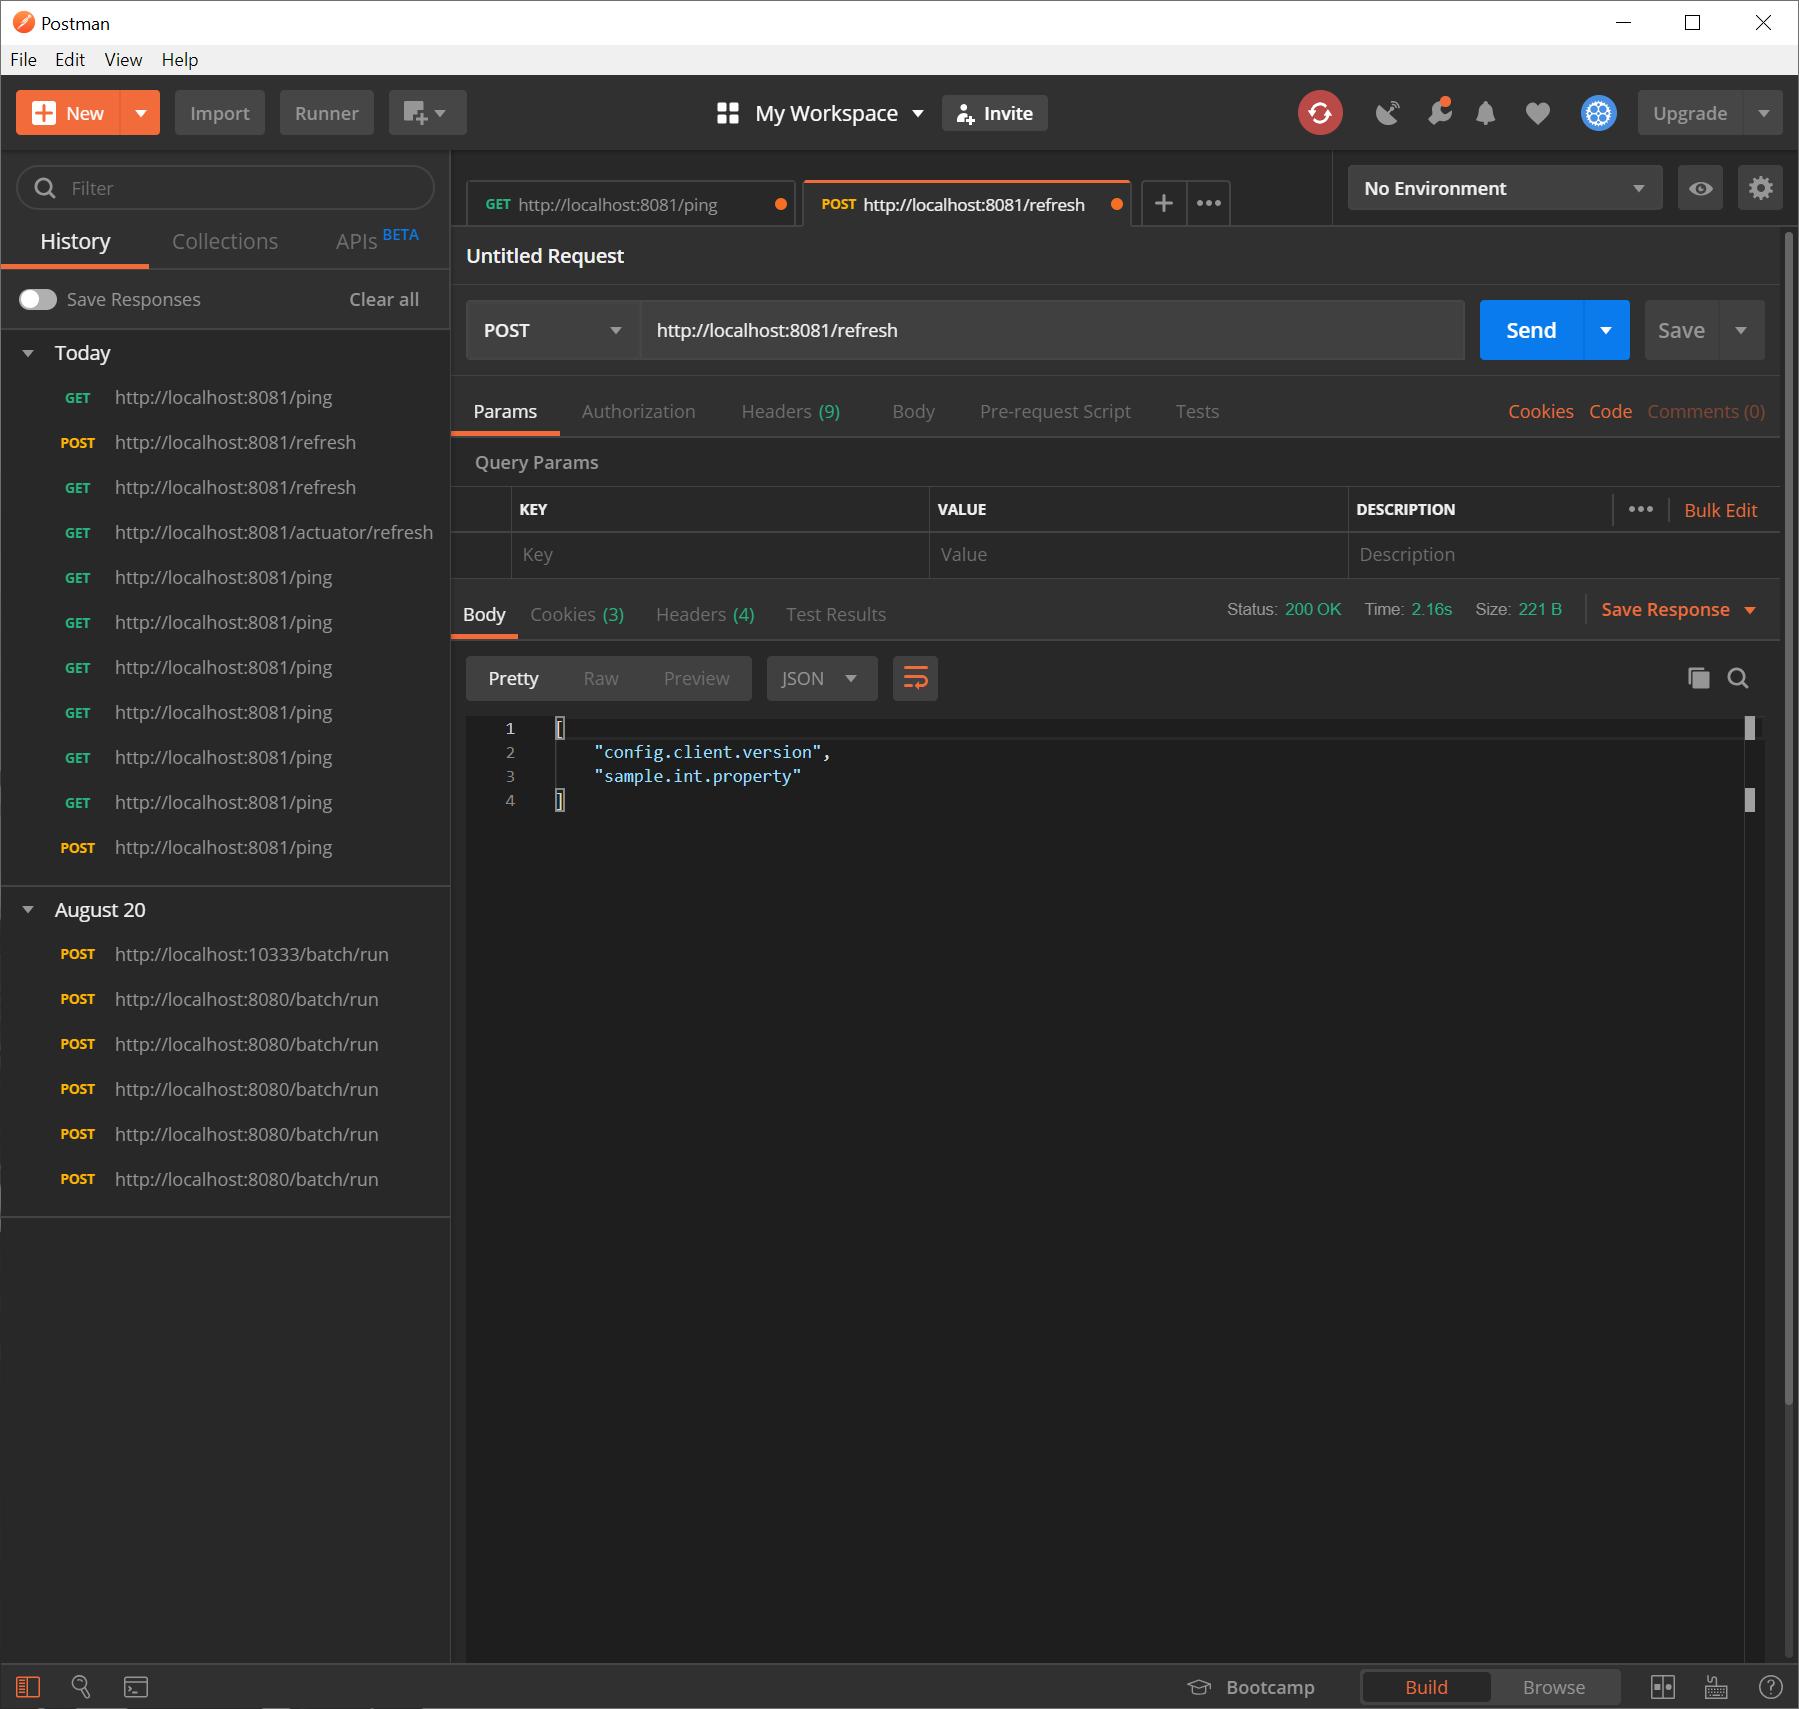 Postman
File Edit View Help
New Import Runner My Workspace Invite Upgrade
Filter
History Collections APIs BETA
Save Responses Clear all
Today
GET http://localhost:8081/ping
POST http://localhost:8081/refresh
GET http://localhost:8081/refresh
GET http://localhost:8081/actuator/refresh
GET http://localhost:8081/ping
GET http://localhost:8081/ping
GET http://localhost:8081/ping
GET http://localhost:8081/ping
GET http://localhost:8081/ping
GET http://localhost:8081/ping
POST http://localhost:8081/ping
August 20
POST http://localhost:10333/batch/run
POST http://localhost:8080/batch/run
POST http://localhost:8080/batch/run
POST http://localhost:8080/batch/run
POST http://localhost:8080/batch/run
POST http://localhost:8080/batch/run
GET http://localhost:8081/ping POST http://localhost:8081/refresh No Environment
Untitled Request
POST http://localhost:8081/refresh Send Save
Params Authorization Headers (9) Body Pre-request Script Tests Cookies Code Comments (0)
Query Params
KEY VALUE DESCRIPTION Bulk Edit
Key Value Description
Body Cookies (3) Headers (4) Test Results Status: 200 OK Time: 2.16s Size: 221 B Save Response
Pretty Raw Preview JSON
1 [
2 "config.client.version",
3 "sample.int.property"
4 ]
Bootcamp Build Browse